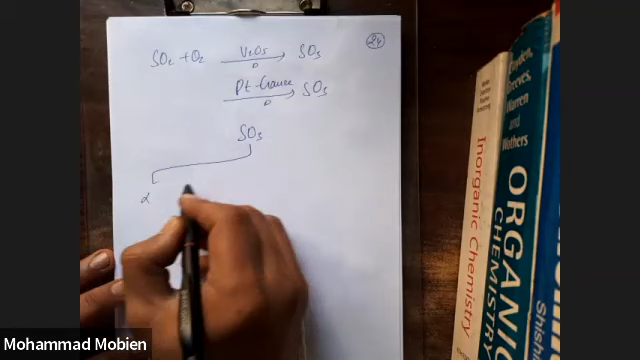 24
SO₂ + O₂ V₂O₅ Δ → SO₃
Pt-Gauze Δ → SO₃
SO₃
α
Inorganic Chemistry
Clayden, Greeves, Warren and Wothers
ORGANIC CHEMISTRY
Mohammad Mobien